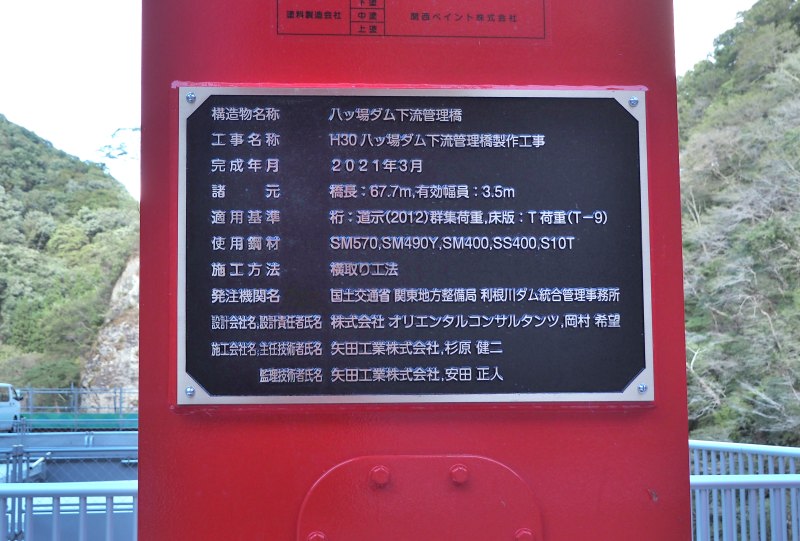 下塗
塗料製造会社 中塗 関西ペイント株式会社
上塗
構造物名称 八ッ場ダム下流管理橋
工事名称 H30八ッ場ダム下流管理橋製作工事
完成年月 2021年3月
諸元 橋長:67.7m,有効幅員:3.5m
適用基準 桁:道示(2012)群集荷重,床版:T荷重(T-9)
使用鋼材 SM570,SM490Y,SM400,SS400,S10T
施工方法 横取り工法
発注機関名 国土交通省 関東地方整備局 利根川ダム統合管理事務所
設計会社名,設計責任者氏名 株式会社 オリエンタルコンサルタンツ,岡村 希望
施工会社名,主任技術者氏名 矢田工業株式会社,杉原 健二
監理技術者氏名 矢田工業株式会社,安田 正人